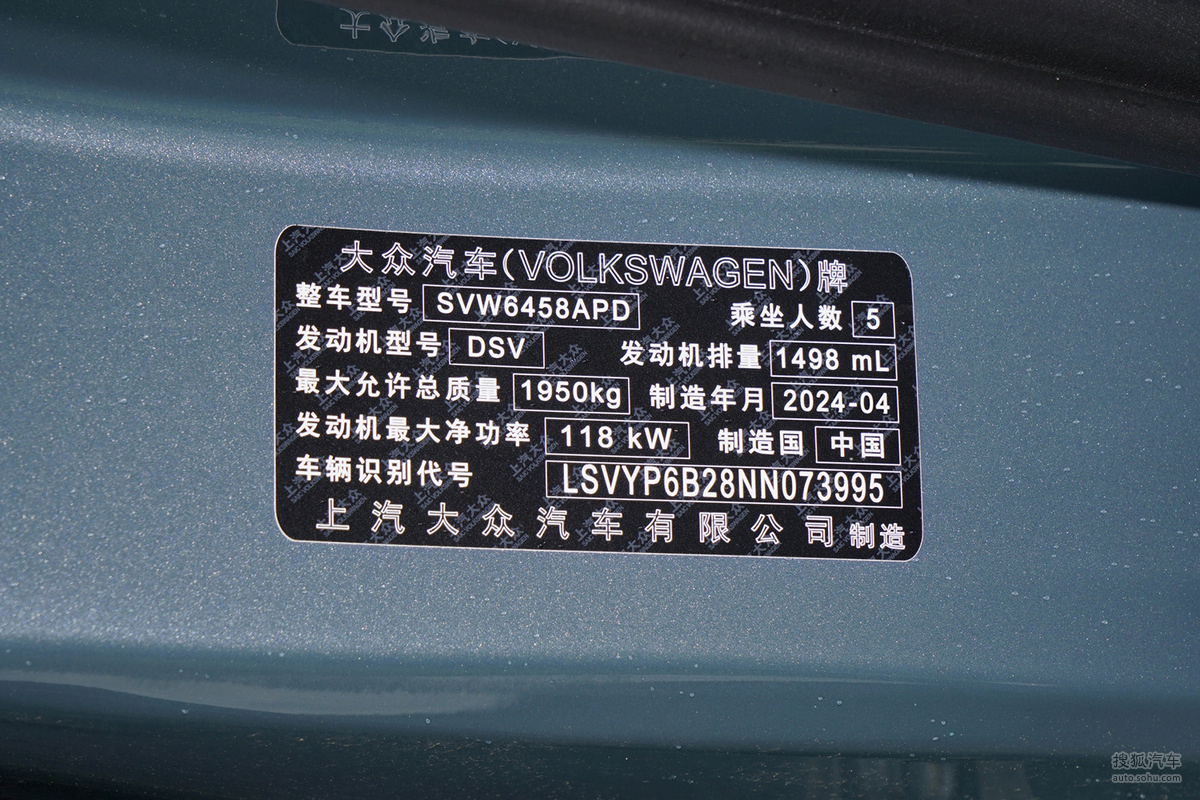 大众汽车(VOLKSWAGEN)牌
整车型号 SVW6458APD 乘坐人数 5
发动机型号 DSV 发动机排量 1498 mL
最大允许总质量 1950kg 制造年月 2024-04
发动机最大净功率 118 kW 制造国 中国
车辆识别代号 LSVYP6B28NN073995
上汽大众汽车有限公司 制造
搜狐汽车
auto.sohu.com